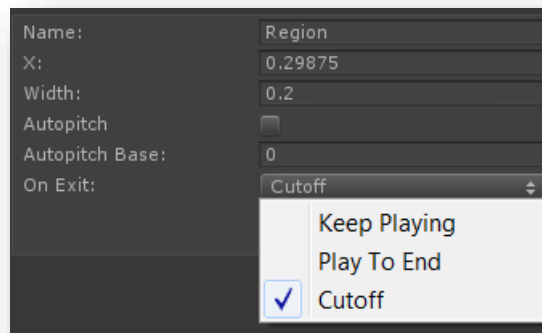 Name: Region
X: 0.29875
Width: 0.2
Autopitch
Autopitch Base: 0
On Exit: Cutoff
Keep Playing
Play To End
Cutoff